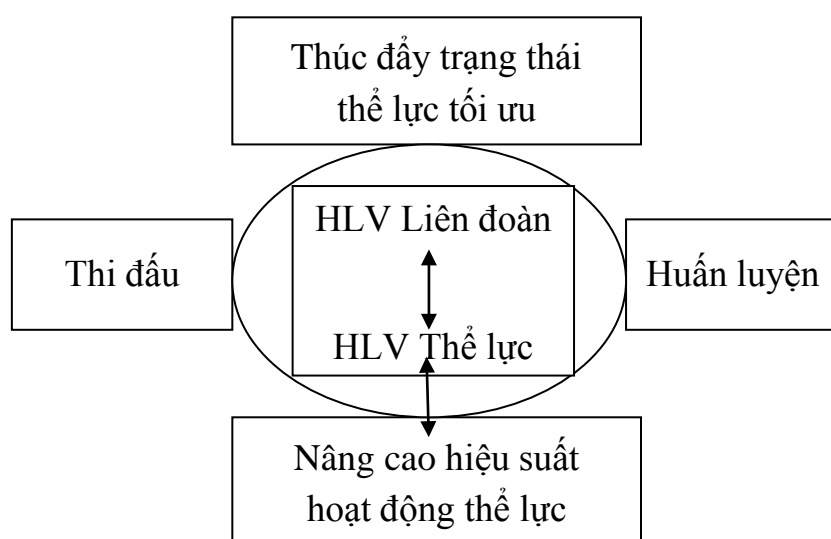 Thúc đẩy trạng thái
thể lực tối ưu
HLV Liên đoàn
Thi đấu
Huấn luyện
HLV Thể lực
Nâng cao hiệu suất
hoạt động thể lực